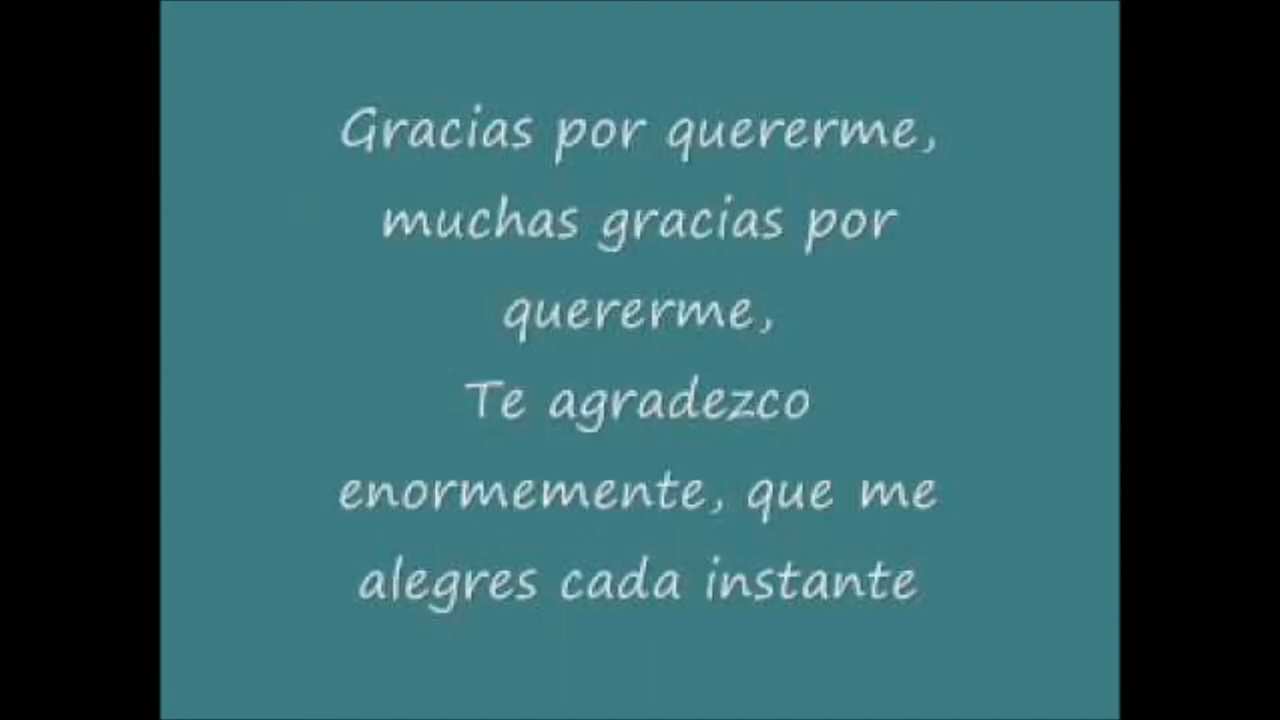 Gracias por quererme,
muchas gracias por
quererme,
Te agradezco
enormemente, que me
alegres cada instante